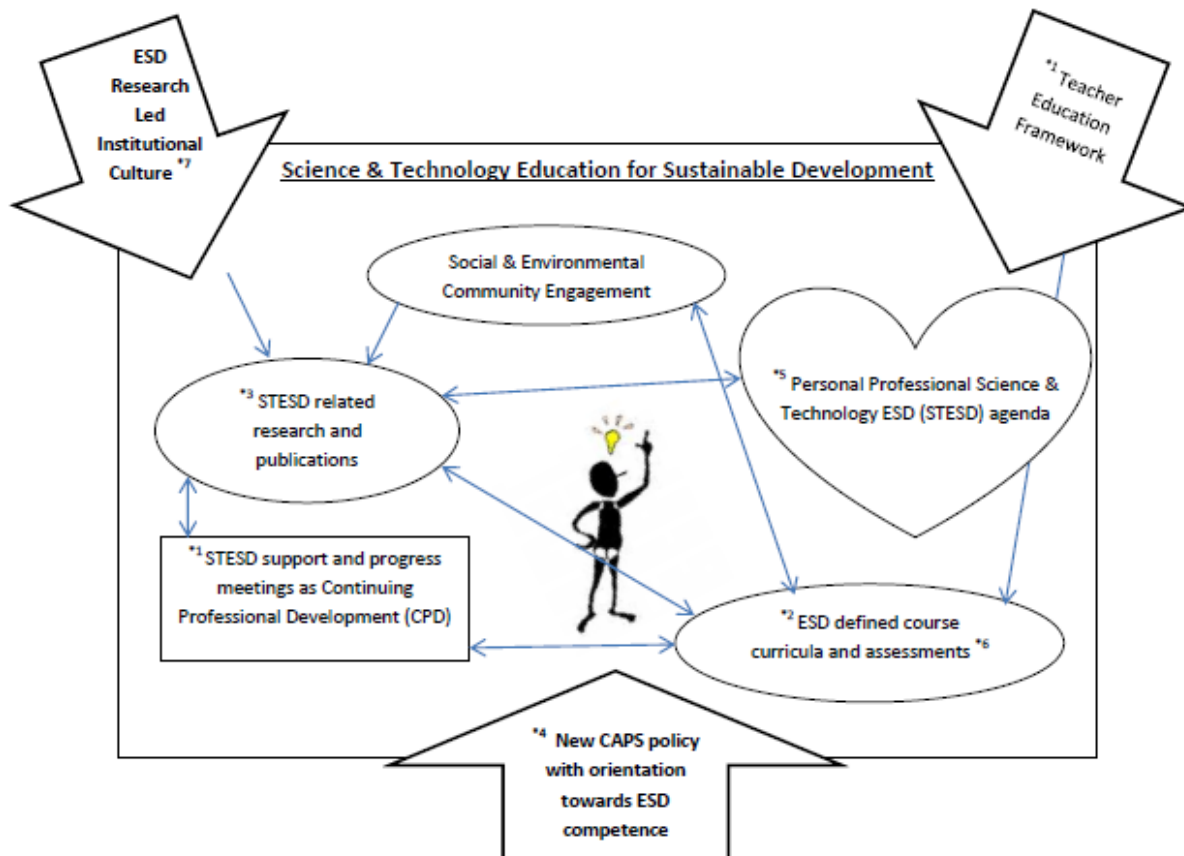 ESD
Research
Led
Institutional
Culture *7
*1 Teacher
Education
Framework
Science & Technology Education for Sustainable Development
Social & Environmental
Community Engagement
*5 Personal Professional Science &
Technology ESD (STESD) agenda
*3 STESD related
research and
publications
*1 STESD support and progress
meetings as Continuing
Professional Development (CPD)
*2 ESD defined course
curricula and assessments *6
*4 New CAPS policy
with orientation
towards ESD
competence